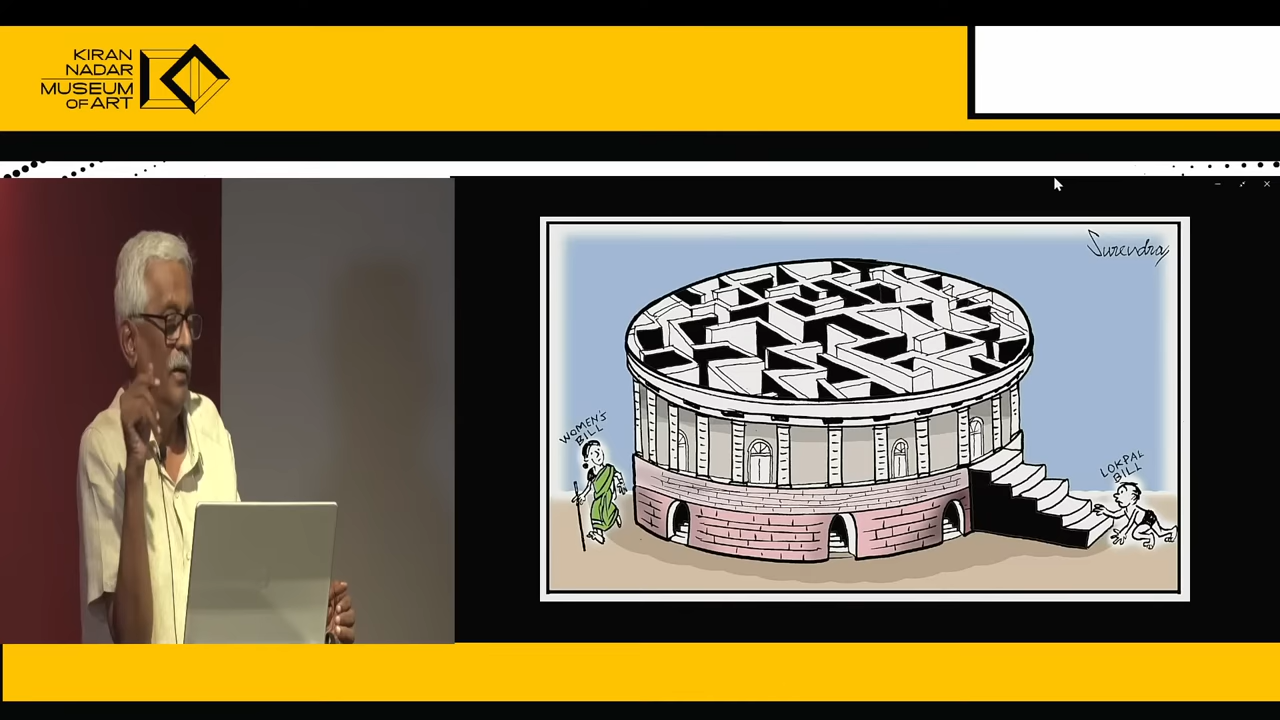 KIRAN
NADAR
MUSEUM
OF ART
Surendra
WOMEN'S
BILL
LOKPAL
BILL